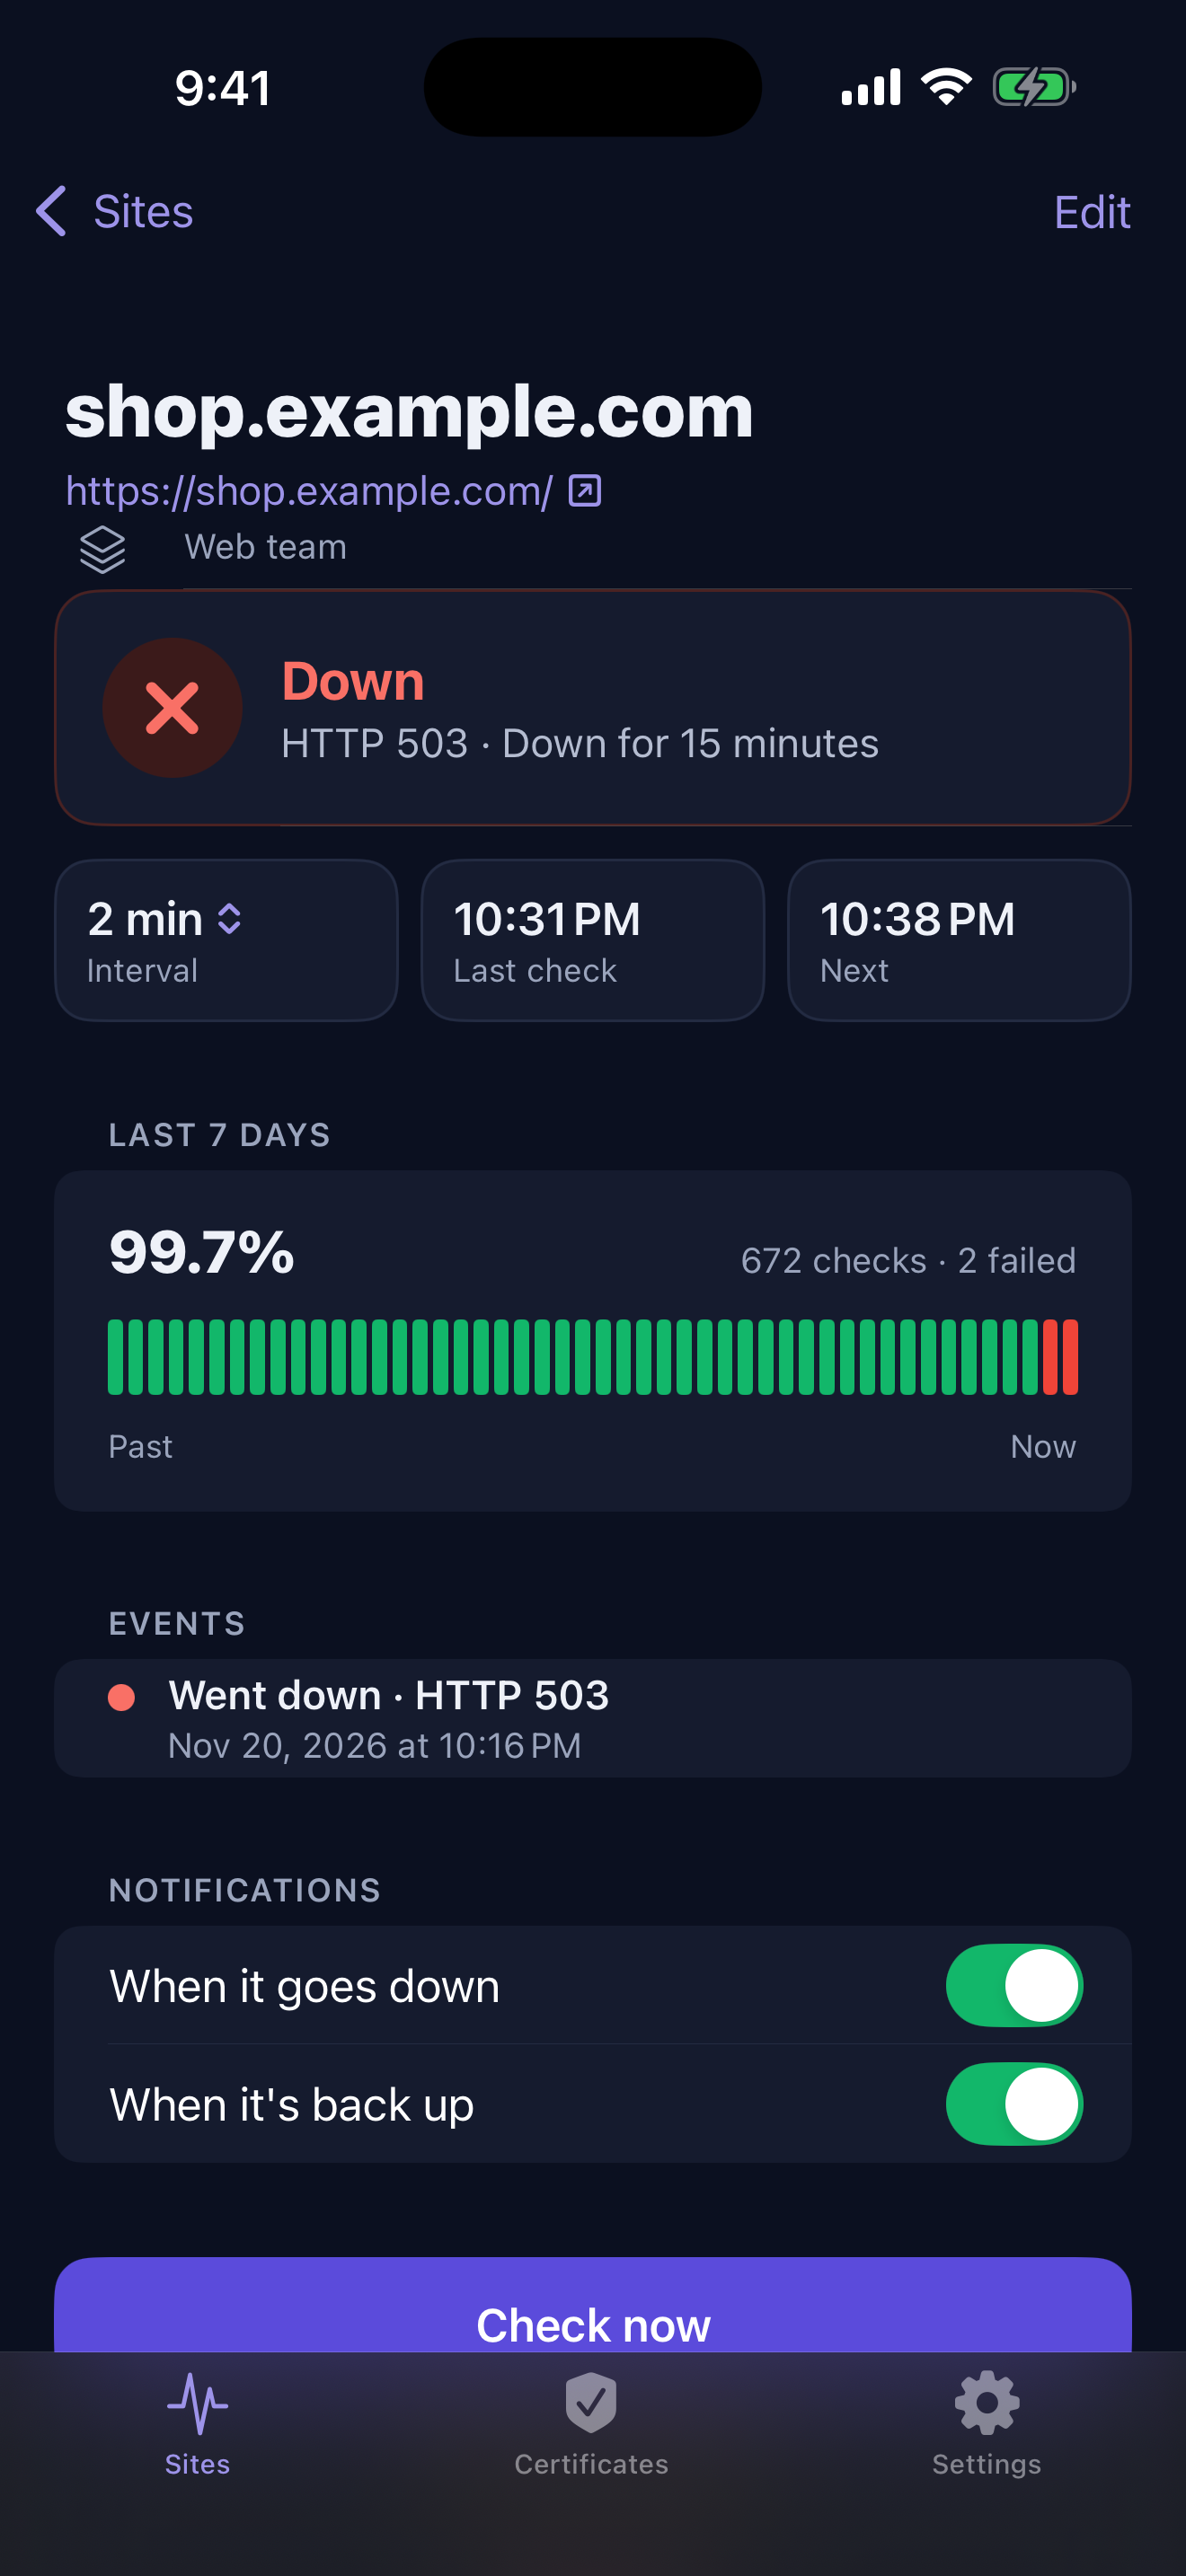 9:41
Sites
Edit
shop.example.com
https://shop.example.com/
Web team
Down
HTTP 503 · Down for 15 minutes
2 min
Interval
10:31 PM
Last check
10:38 PM
Next
LAST 7 DAYS
99.7%
672 checks · 2 failed
Past
Now
EVENTS
Went down · HTTP 503
Nov 20, 2026 at 10:16 PM
NOTIFICATIONS
When it goes down
When it's back up
Check now
Sites
Certificates
Settings